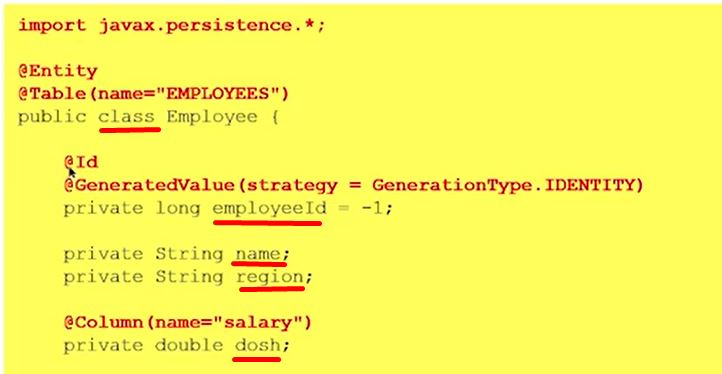 import javax.persistence.*;
@Entity
@Table(name="EMPLOYEES")
public class Employee {
@Id
@GeneratedValue(strategy = GenerationType.IDENTITY)
private long employeeId = -1;
private String name;
private String region;
@Column(name="salary")
private double dosh;